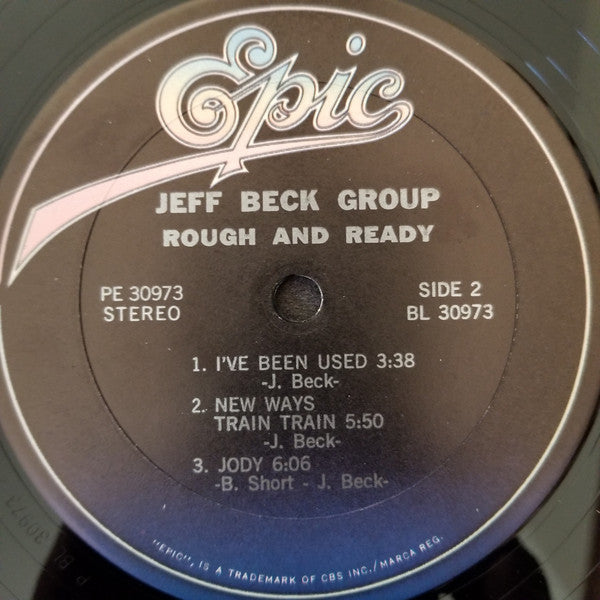 Epic
JEFF BECK GROUP
ROUGH AND READY
PE 30973
STEREO
SIDE 2
BL 30973
1. I'VE BEEN USED 3:38
-J. Beck-
2. NEW WAYS
TRAIN TRAIN 5:50
-J. Beck-
3. JODY 6:06
-B. Short - J. Beck-
"EPIC", IS A TRADEMARK OF CBS INC./MARCA REG.
P BL 30973